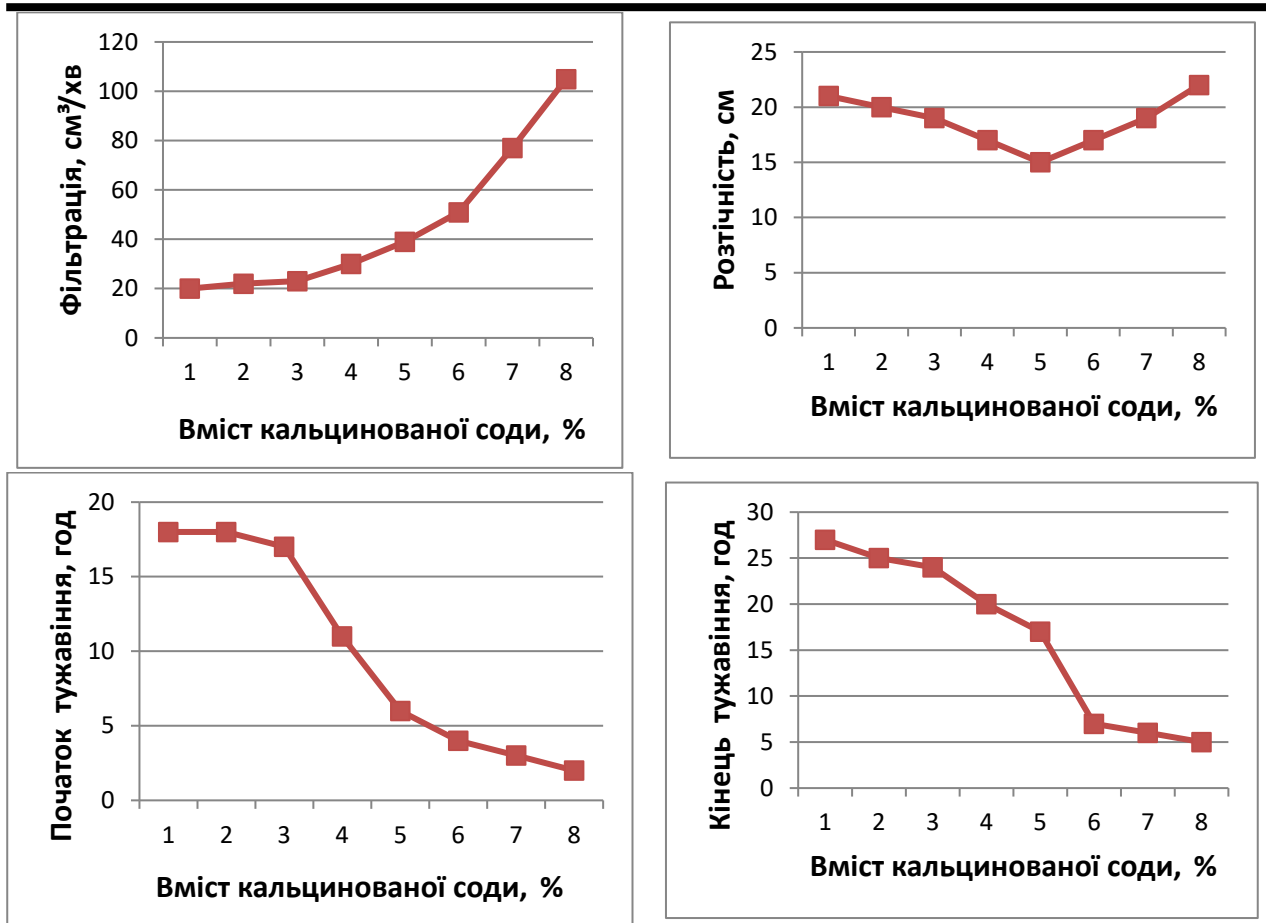 Фільтрація, см³/хв
120
100
80
60
40
20
0
1 2 3 4 5 6 7 8
Вміст кальцинованої соди, %
Розтічність, см
25
20
15
10
5
0
1 2 3 4 5 6 7 8
Вміст кальцинованої соди, %
Початок тужавіння, год
20
15
10
5
0
1 2 3 4 5 6 7 8
Вміст кальцинованої соди, %
Кінець тужавіння, год
30
25
20
15
10
5
0
1 2 3 4 5 6 7 8
Вміст кальцинованої соди, %